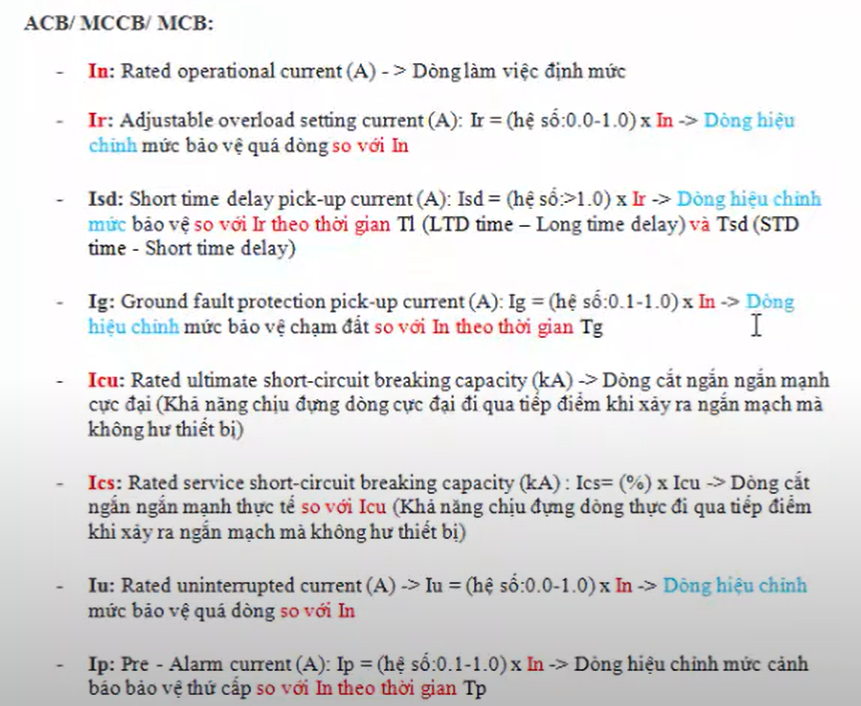 ACB/ MCCB/ MCB:
- In: Rated operational current (A) - > Dòng làm việc định mức
- Ir: Adjustable overload setting current (A): Ir = (hệ số:0.0-1.0) x In -> Dòng hiệu
chỉnh mức bảo vệ quá dòng so với In
- Isd: Short time delay pick-up current (A): Isd = (hệ số:>1.0) x Ir -> Dòng hiệu chỉnh
mức bảo vệ so với Ir theo thời gian Tl (LTD time – Long time delay) và Tsd (STD
time - Short time delay)
- Ig: Ground fault protection pick-up current (A): Ig = (hệ số:0.1-1.0) x In -> Dòng
hiệu chỉnh mức bảo vệ chạm đất so với In theo thời gian Tg
- Icu: Rated ultimate short-circuit breaking capacity (kA) -> Dòng cắt ngắn ngắn mạnh
cực đại (Khả năng chịu đựng dòng cực đại đi qua tiếp điểm khi xảy ra ngắn mạch mà
không hư thiết bị)
- Ics: Rated service short-circuit breaking capacity (kA) : Ics= (%) x Icu -> Dòng cắt
ngắn ngắn mạnh thực tế so với Icu (Khả năng chịu đựng dòng thực đi qua tiếp điểm
khi xảy ra ngắn mạch mà không hư thiết bị)
- Iu: Rated uninterrupted current (A) -> Iu = (hệ số:0.0-1.0) x In -> Dòng hiệu chỉnh
mức bảo vệ quá dòng so với In
- Ip: Pre - Alarm current (A): Ip = (hệ số:0.1-1.0) x In -> Dòng hiệu chỉnh mức cảnh
báo bảo vệ thứ cấp so với In theo thời gian Tp